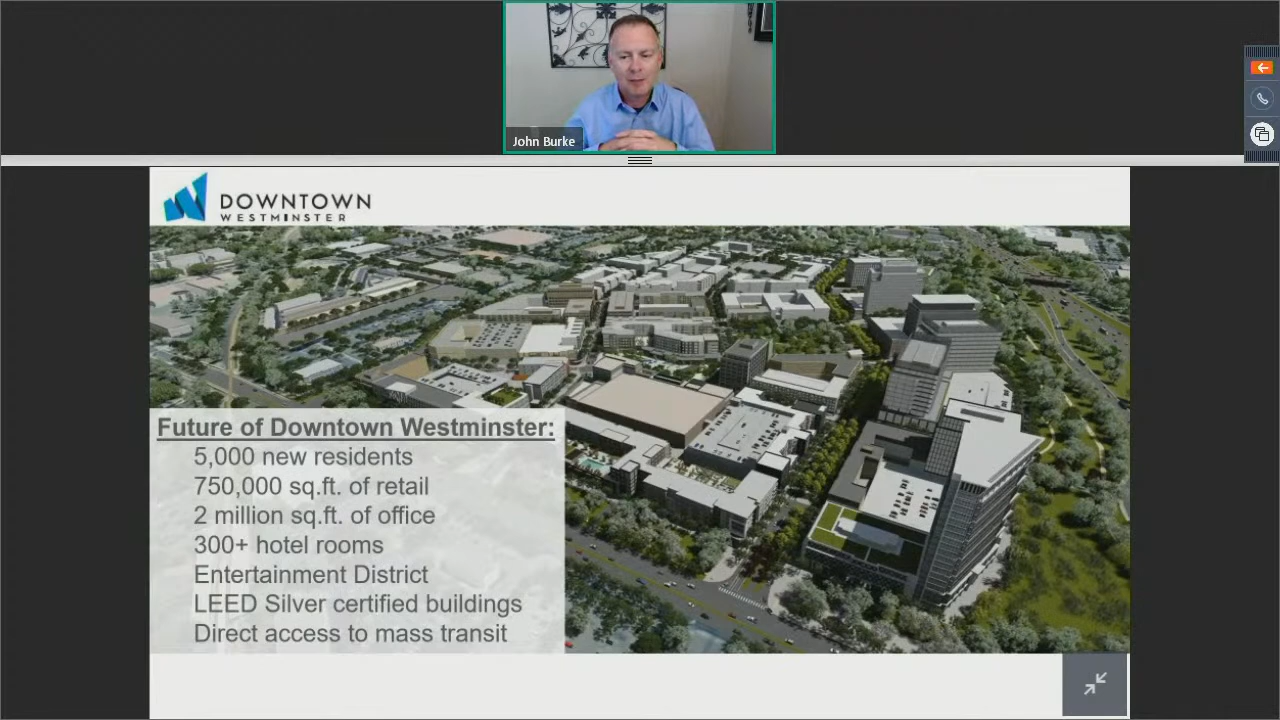 John Burke
DOWNTOWN
WESTMINSTER
Future of Downtown Westminster:
5,000 new residents
750,000 sq.ft. of retail
2 million sq.ft. of office
300+ hotel rooms
Entertainment District
LEED Silver certified buildings
Direct access to mass transit